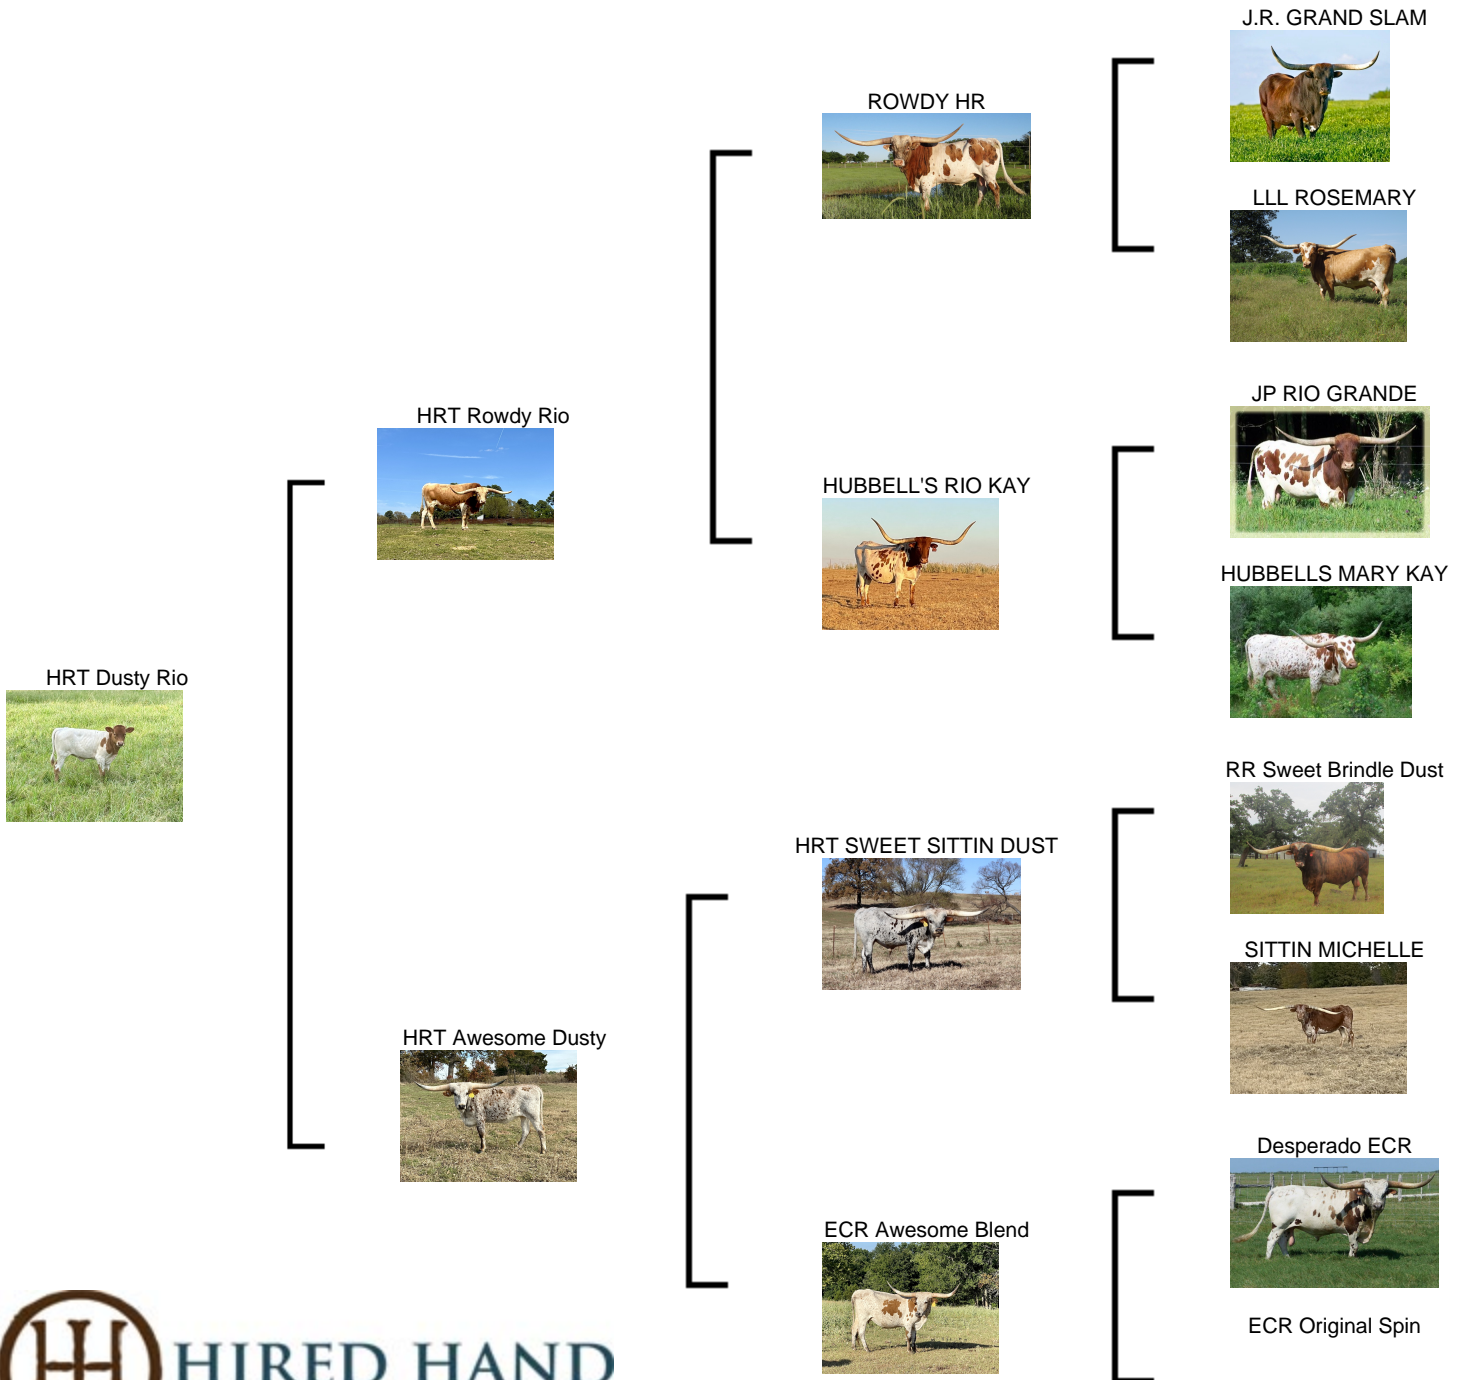 J.R. GRAND SLAM
ROWDY HR
LLL ROSEMARY
JP RIO GRANDE
HRT Rowdy Rio
HUBBELL'S RIO KAY
HUBBELLS MARY KAY
HRT Dusty Rio
RR Sweet Brindle Dust
HRT SWEET SITTIN DUST
SITTIN MICHELLE
HRT Awesome Dusty
Desperado ECR
ECR Awesome Blend
ECR Original Spin
HIRED HAND